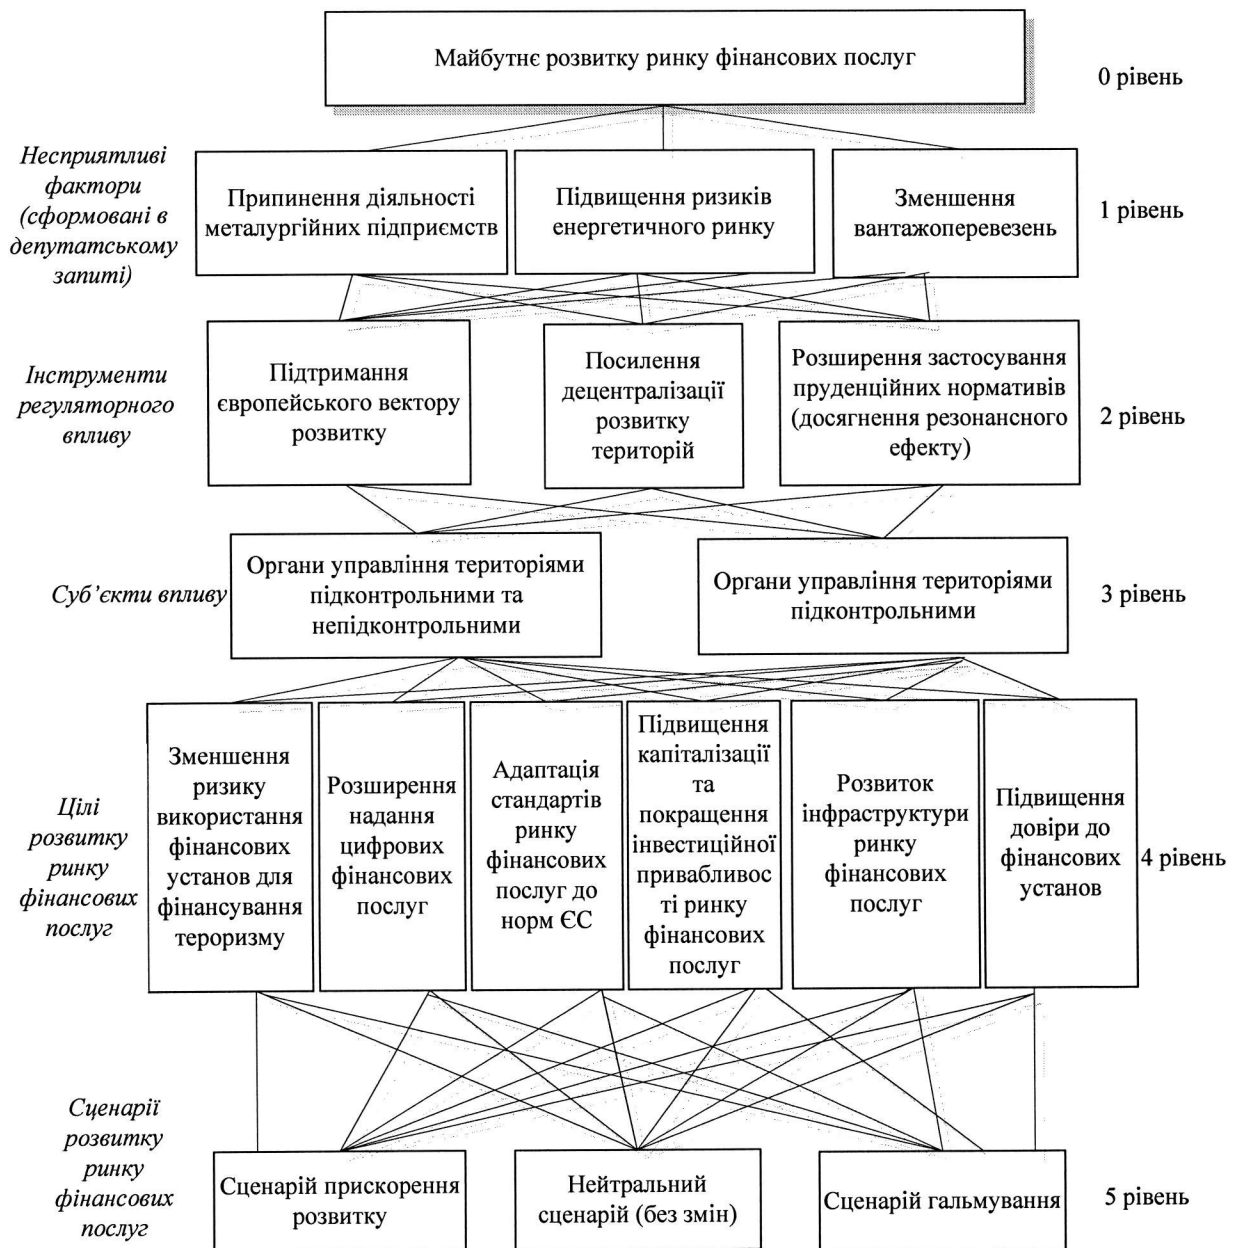 Майбутнє розвитку ринку фінансових послуг
0 рівень
Несприятливі
фактори
(сформовані в
депутатському
запиті)
Припинення діяльності
металургійних підприємств
Підвищення ризиків
енергетичного ринку
Зменшення
вантажоперевезень
1 рівень
Інструменти
регуляторного
впливу
Підтримання
європейського вектору
розвитку
Посилення
децентралізації
розвитку
територій
Розширення застосування
пруденційних нормативів
(досягнення резонансного
ефекту)
2 рівень
Суб’єкти впливу
Органи управління територіями
підконтрольними та
непідконтрольними
Органи управління територіями
підконтрольними
3 рівень
Цілі
розвитку
ринку
фінансових
послуг
Зменшення
ризику
використання
фінансових
установ для
фінансування
тероризму
Розширення
надання
цифрових
фінансових
послуг
Адаптація
стандартів
ринку
фінансових
послуг до
норм ЄС
Підвищення
капіталізації
та
покращення
інвестиційної
привабливос
ті ринку
фінансових
послуг
Розвиток
інфраструктури
ринку
фінансових
послуг
Підвищення
довіри до
фінансових
установ
4 рівень
Сценарії
розвитку
ринку
фінансових
послуг
Сценарій прискорення
розвитку
Нейтральний
сценарій (без змін)
Сценарій гальмування
5 рівень